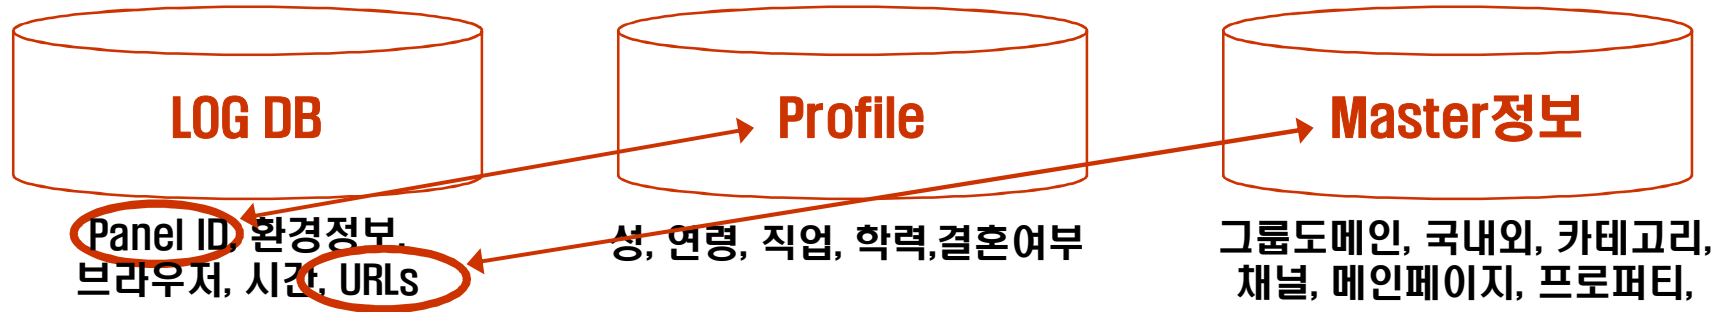 LOG DB
Profile
Master정보
Panel ID, 환경정보,
브라우저, 시간, URLs
성, 연령, 직업, 학력,결혼여부
그룹도메인, 국내외, 카테고리,
채널, 메인페이지, 프로퍼티,